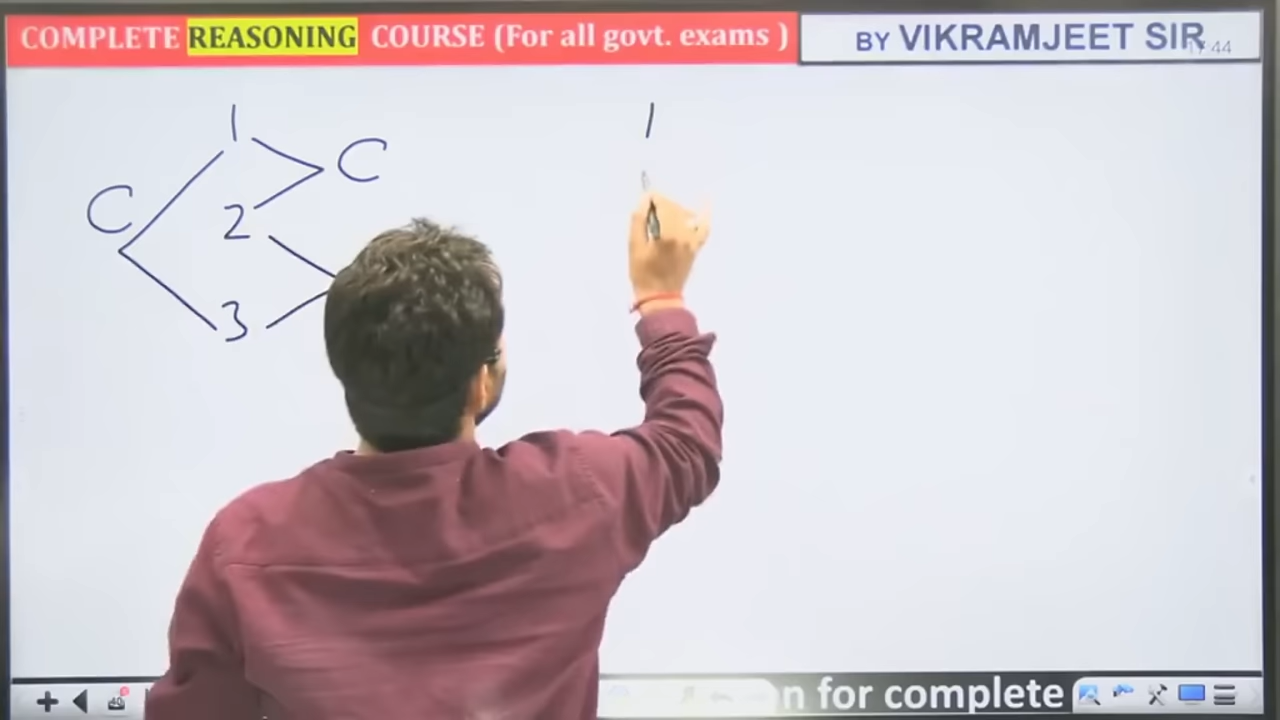 COMPLETE REASONING COURSE (For all govt. exams )
BY VIKRAMJEET SIR
1
C
C
2
3
1
n for complete